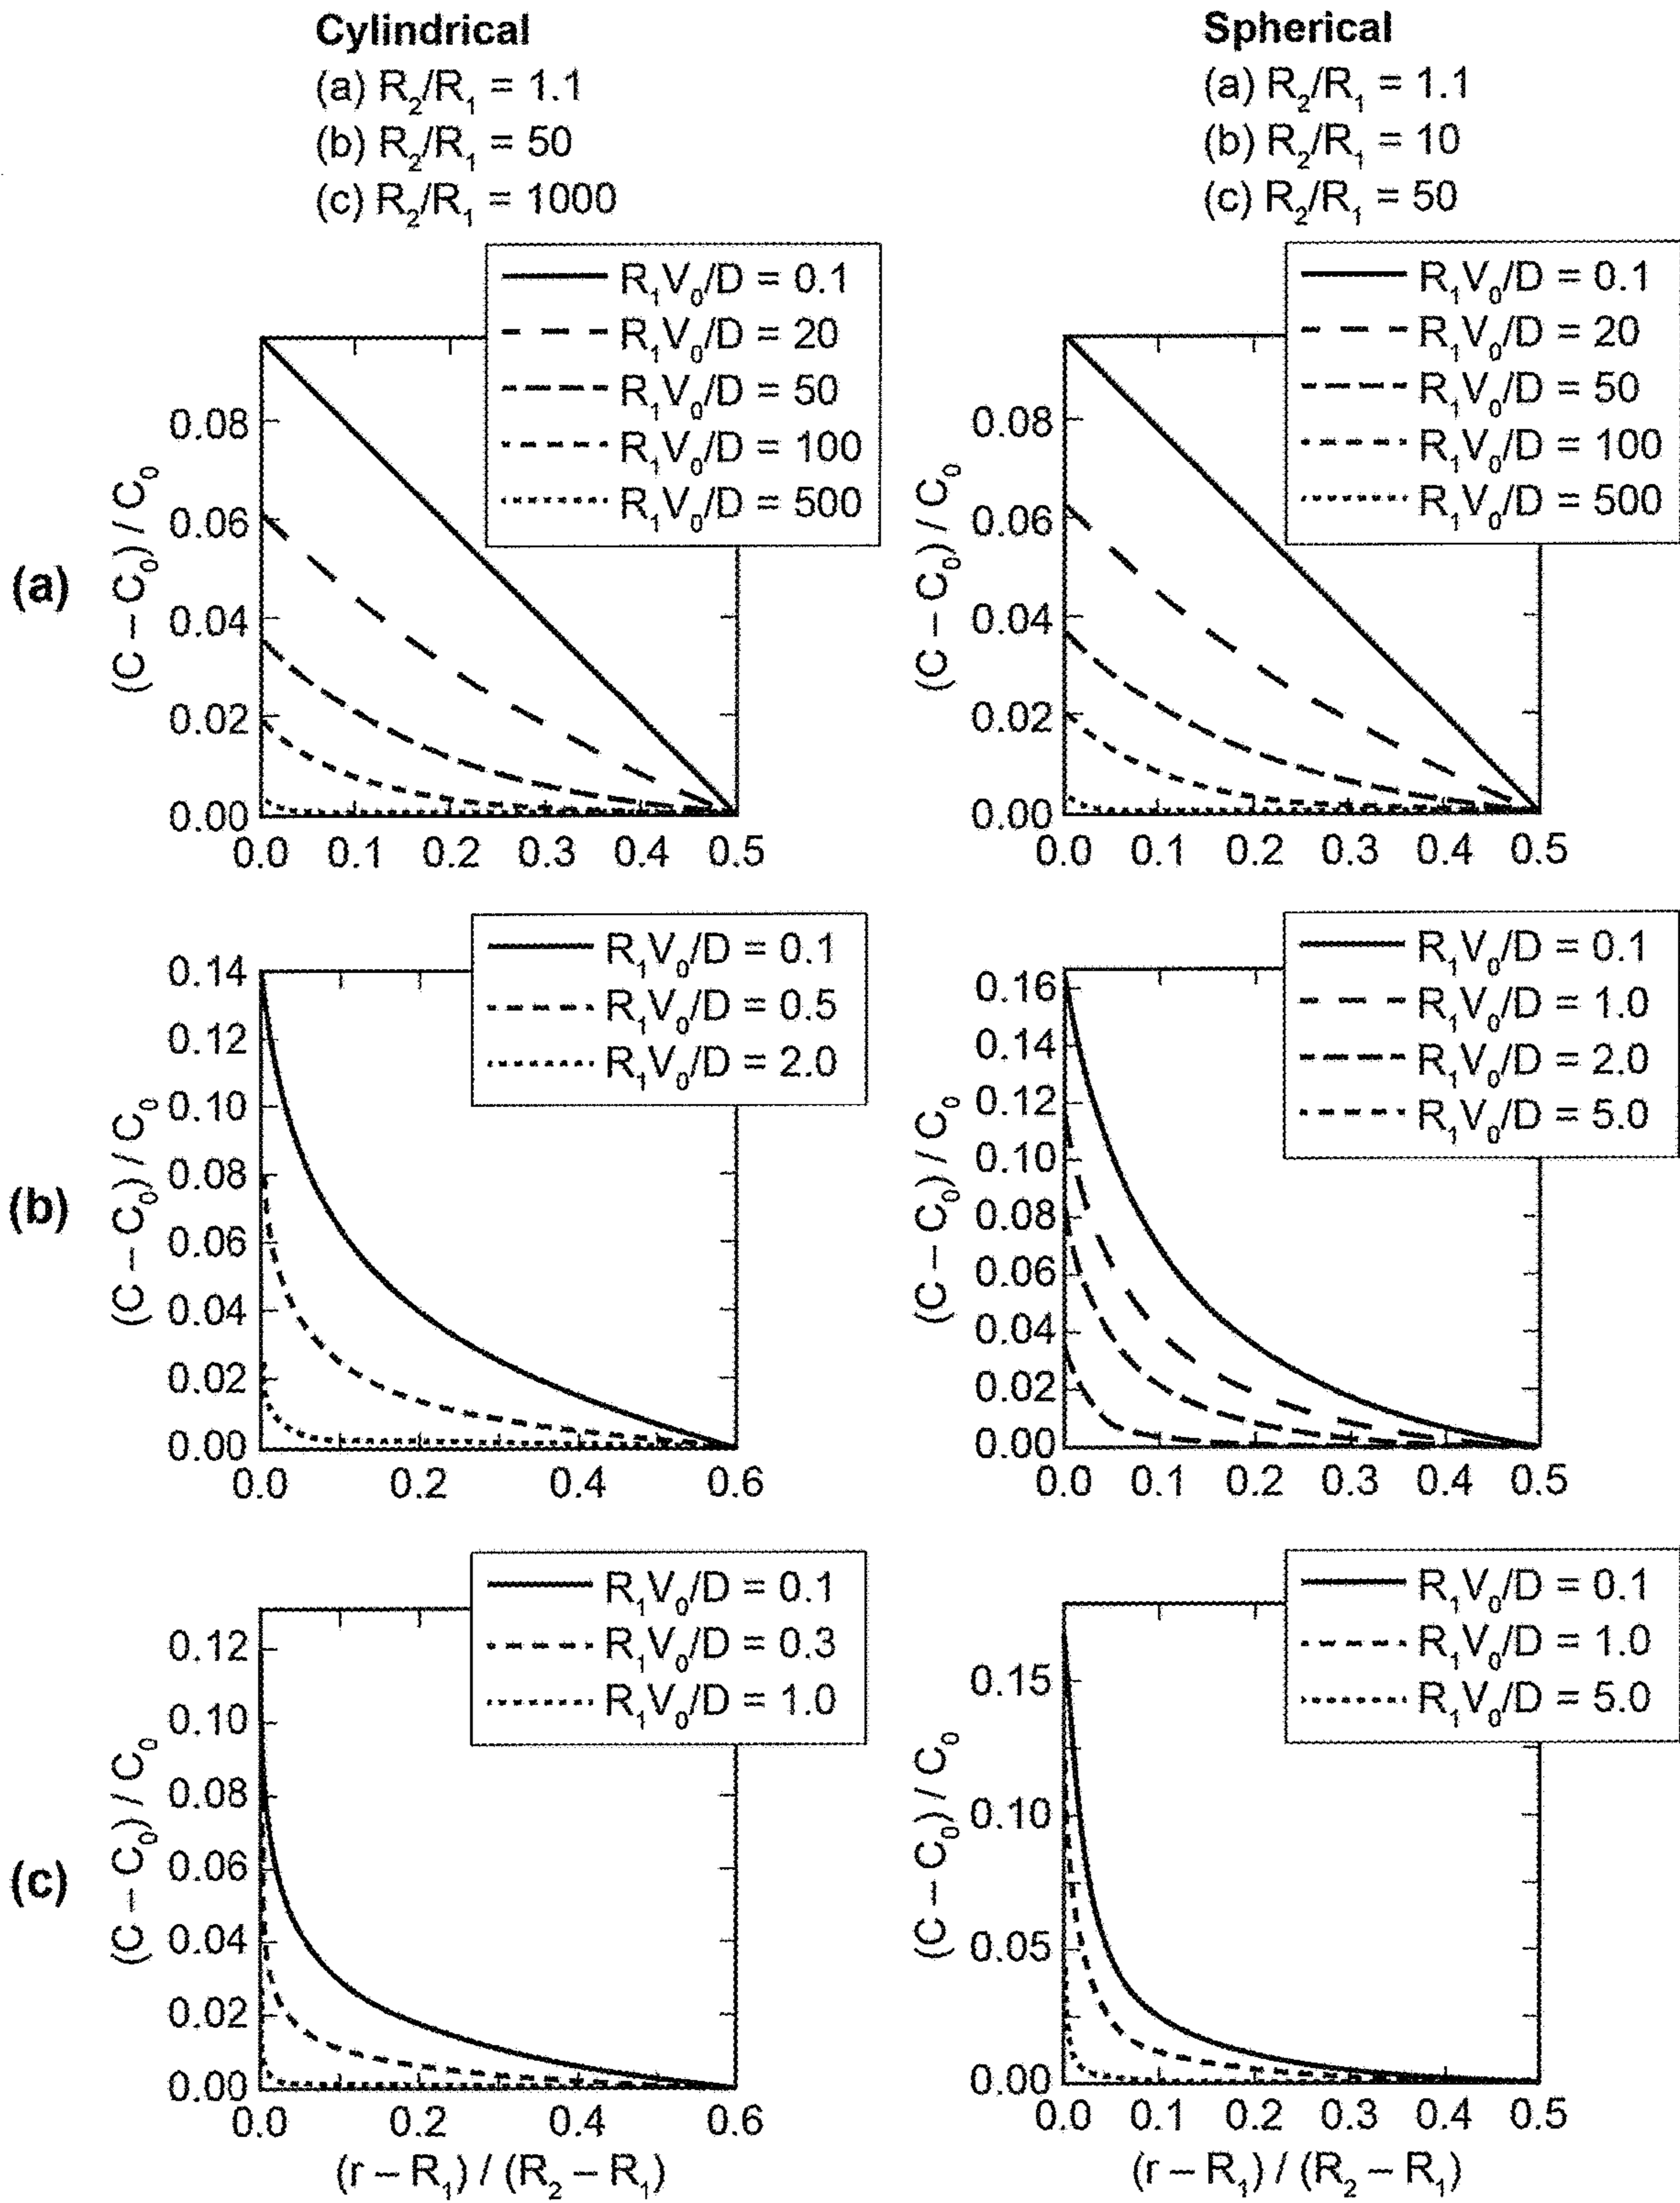 Cylindrical
(a) R₂/R₁ = 1.1
(b) R₂/R₁ = 50
(c) R₂/R₁ = 1000
Spherical
(a) R₂/R₁ = 1.1
(b) R₂/R₁ = 10
(c) R₂/R₁ = 50
(a)
R₁V₀/D = 0.1
R₁V₀/D = 20
R₁V₀/D = 50
R₁V₀/D = 100
R₁V₀/D = 500
(C – C₀) / C₀
0.08
0.06
0.04
0.02
0.00
0.0 0.1 0.2 0.3 0.4 0.5
R₁V₀/D = 0.1
R₁V₀/D = 20
R₁V₀/D = 50
R₁V₀/D = 100
R₁V₀/D = 500
(C – C₀) / C₀
0.08
0.06
0.04
0.02
0.00
0.0 0.1 0.2 0.3 0.4 0.5
(b)
R₁V₀/D = 0.1
R₁V₀/D = 0.5
R₁V₀/D = 2.0
(C – C₀) / C₀
0.14
0.12
0.10
0.08
0.06
0.04
0.02
0.00
0.0 0.2 0.4 0.6
R₁V₀/D = 0.1
R₁V₀/D = 1.0
R₁V₀/D = 2.0
R₁V₀/D = 5.0
(C – C₀) / C₀
0.16
0.14
0.12
0.10
0.08
0.06
0.04
0.02
0.00
0.0 0.1 0.2 0.3 0.4 0.5
(c)
R₁V₀/D = 0.1
R₁V₀/D = 0.3
R₁V₀/D = 1.0
(C – C₀) / C₀
0.12
0.10
0.08
0.06
0.04
0.02
0.00
0.0 0.2 0.4 0.6
(r – R₁) / (R₂ – R₁)
R₁V₀/D = 0.1
R₁V₀/D = 1.0
R₁V₀/D = 5.0
(C – C₀) / C₀
0.15
0.10
0.05
0.00
0.0 0.1 0.2 0.3 0.4 0.5
(r – R₁) / (R₂ – R₁)